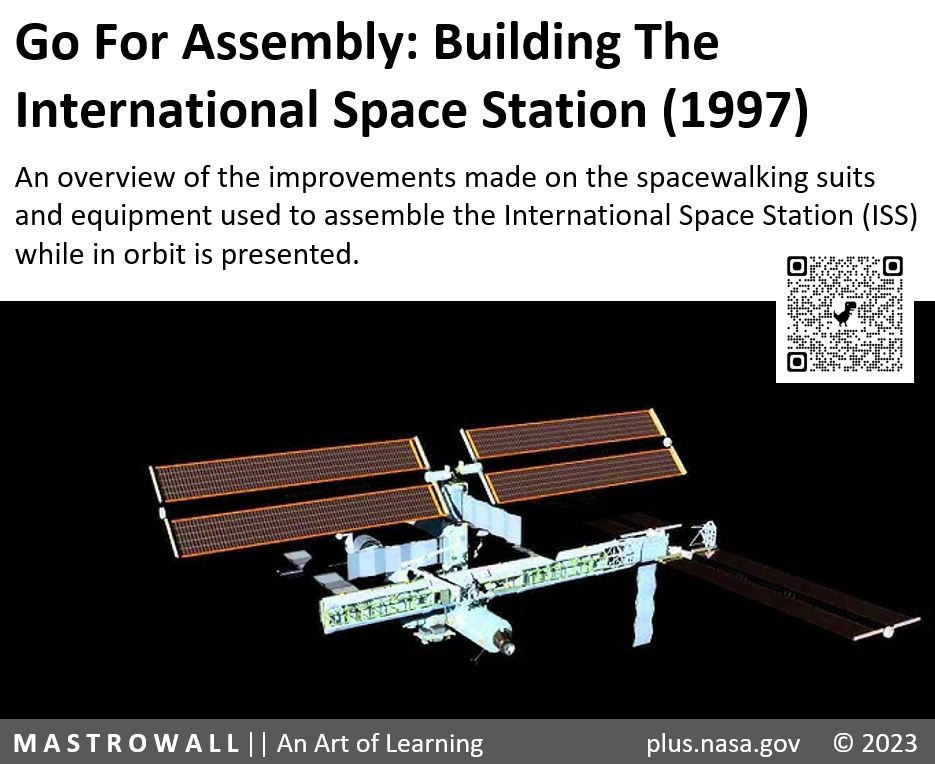 Go For Assembly: Building The
International Space Station (1997)
An overview of the improvements made on the spacewalking suits
and equipment used to assemble the International Space Station (ISS)
while in orbit is presented.
MASTROWALL || An Art of Learning plus.nasa.gov © 2023